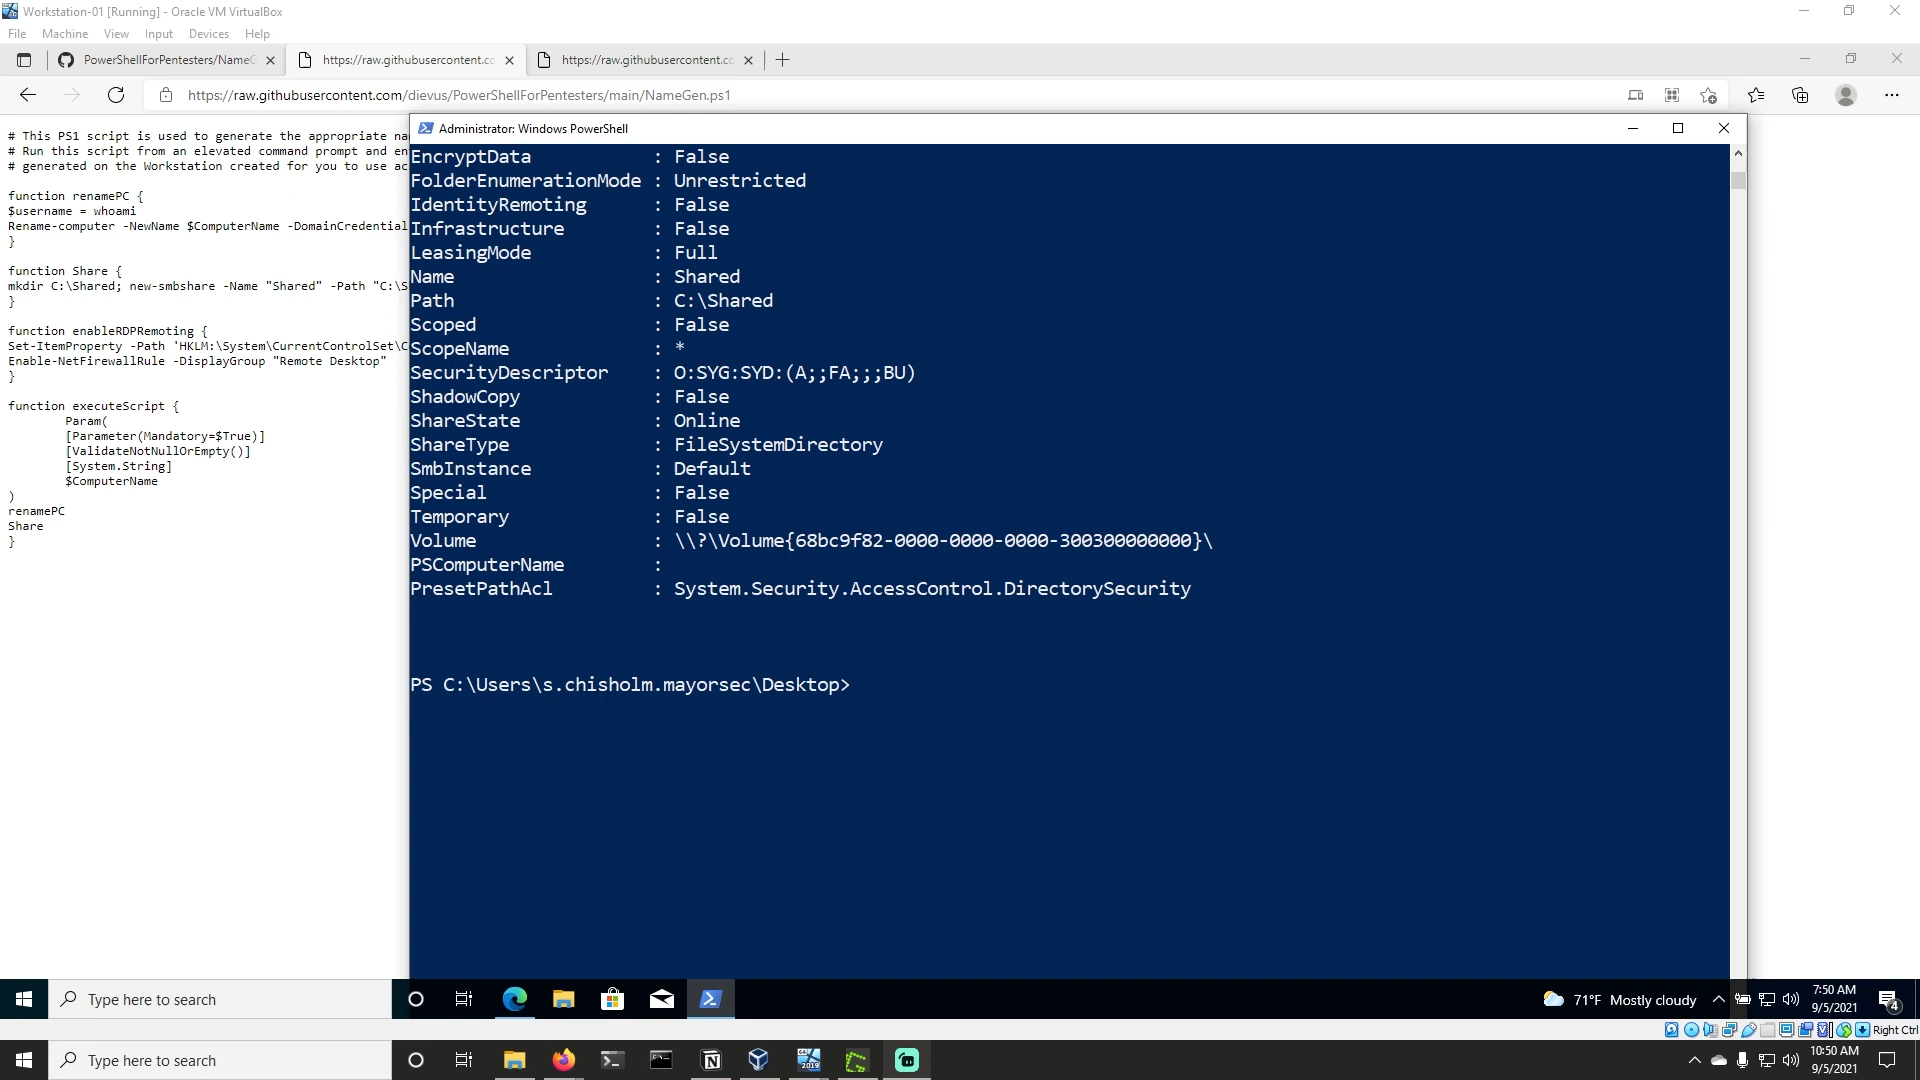 Workstation-01 [Running] - Oracle VM VirtualBox
File Machine View Input Devices Help
PowerShellForPentesters/NameG
https://raw.githubusercontent.co
https://raw.githubusercontent.co
https://raw.githubusercontent.com/dievus/PowerShellForPentesters/main/NameGen.ps1
# This PS1 script is used to generate the appropriate na
# Run this script from an elevated command prompt and en
# generated on the Workstation created for you to use ac
function renamePC {
$username = whoami
Rename-computer -NewName $ComputerName -DomainCredential
}
function Share {
mkdir C:\Shared; new-smbshare -Name "Shared" -Path "C:\S
}
function enableRDPRemoting {
Set-ItemProperty -Path 'HKLM:\System\CurrentControlSet\C
Enable-NetFirewallRule -DisplayGroup "Remote Desktop"
}
function executeScript {
Param(
[Parameter(Mandatory=$True)]
[ValidateNotNullOrEmpty()]
[System.String]
$ComputerName
)
renamePC
Share
}
Administrator: Windows PowerShell
EncryptData : False
FolderEnumerationMode : Unrestricted
IdentityRemoting : False
Infrastructure : False
LeasingMode : Full
Name : Shared
Path : C:\Shared
Scoped : False
ScopeName : *
SecurityDescriptor : O:SYG:SYD:(A;;FA;;;BU)
ShadowCopy : False
ShareState : Online
ShareType : FileSystemDirectory
SmbInstance : Default
Special : False
Temporary : False
Volume : \\?\Volume{68bc9f82-0000-0000-0000-300300000000}\
PSComputerName :
PresetPathAcl : System.Security.AccessControl.DirectorySecurity
PS C:\Users\s.chisholm.mayorsec\Desktop>
Type here to search
71°F Mostly cloudy
7:50 AM
9/5/2021
4
Right Ctrl
Type here to search
10:50 AM
9/5/2021